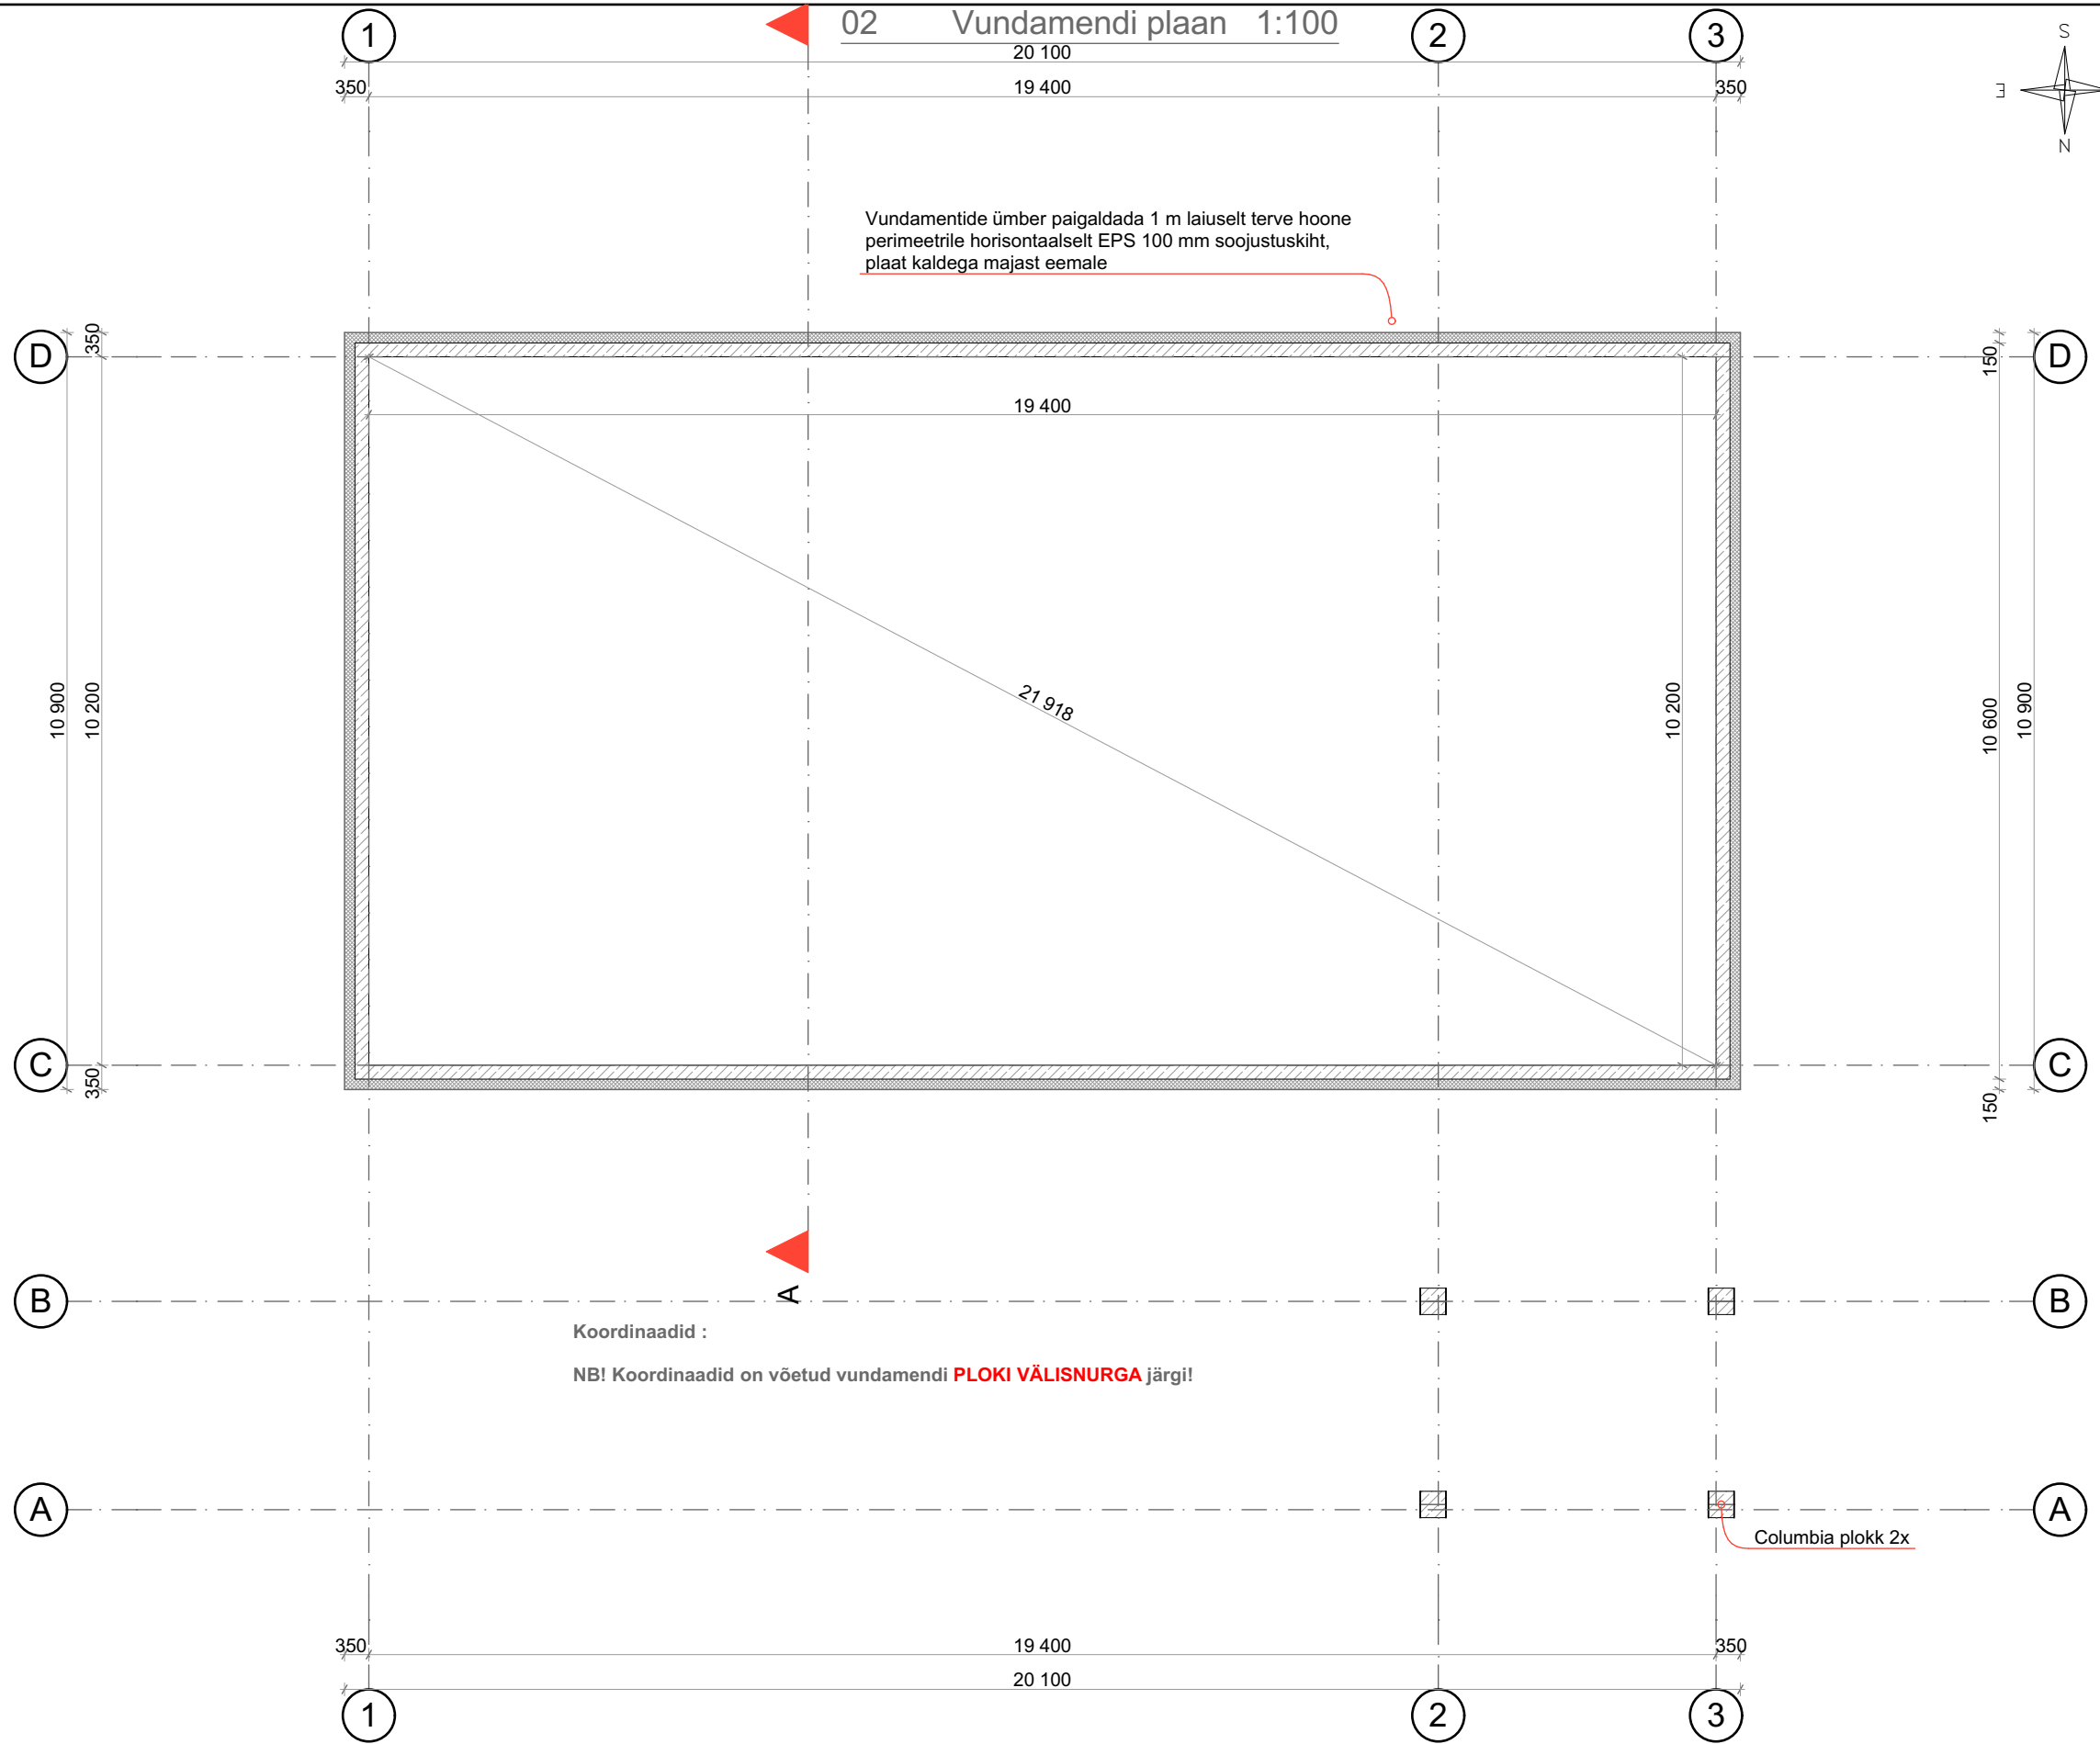 1
02 Vundamendi plaan 1:100
2
3
S
20 100
350
19 400
350
E
N
Vundamentide ümber paigaldada 1 m laiuselt terve hoone
perimeetrile horisontaalselt EPS 100 mm soojustuskiht,
plaat kaldega majast eemale
D
350
150
D
19 400
10 900
10 200
21 918
10 200
10 600
10 900
C
350
150
C
B
A
B
Koordinaadid :
NB! Koordinaadid on võetud vundamendi PLOKI VÄLISNURGA järgi!
A
A
Columbia plokk 2x
350
19 400
350
20 100
1
2
3